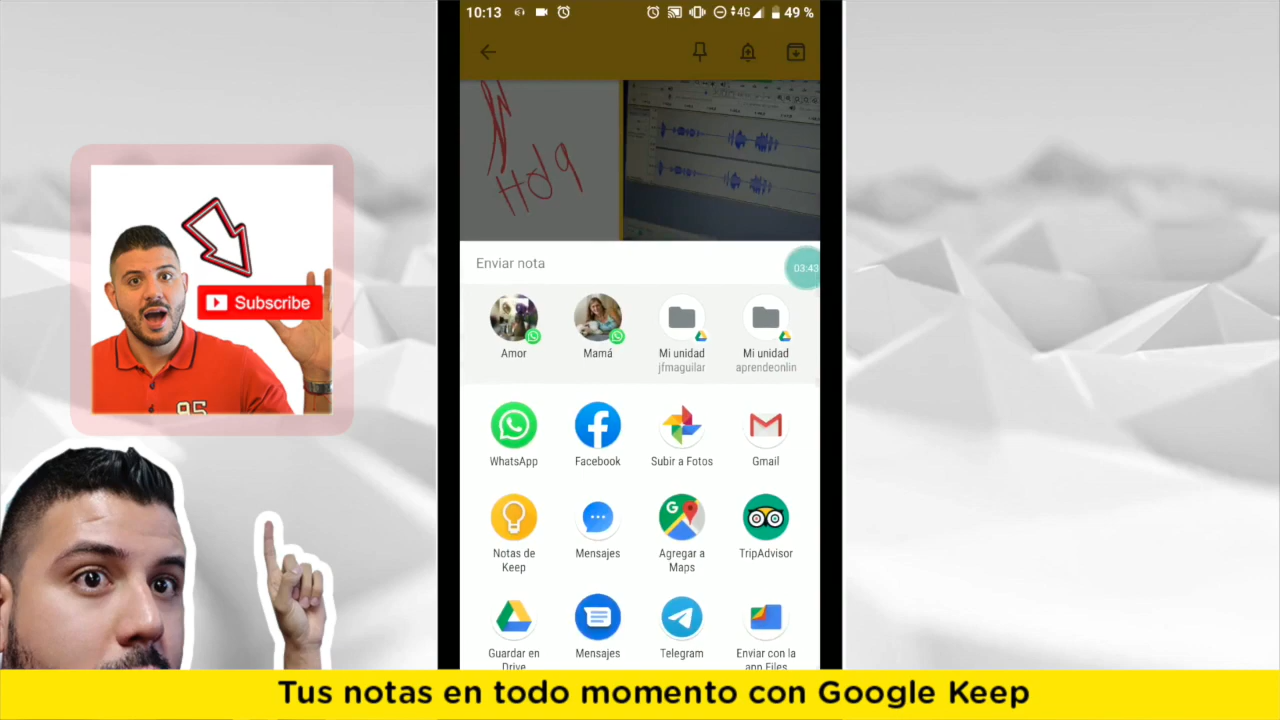 10:13
4G
49 %
Hd9
Enviar nota
03:43
Subscribe
Amor
Mamá
Mi unidad
jfmaguilar
Mi unidad
aprendeonlin
WhatsApp
Facebook
Subir a Fotos
Gmail
Notas de
Keep
Mensajes
Agregar a
Maps
TripAdvisor
Guardar en
Drive
Mensajes
Telegram
Enviar con la
app Files
95
Tus notas en todo momento con Google Keep